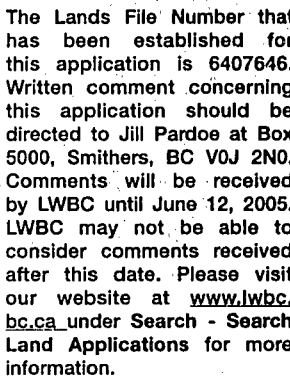 The Lands File Number that
has been established for
this application is 6407646.
Written comment concerning
this application should be
directed to Jill Pardoe at Box
5000, Smithers, BC V0J 2N0.
Comments will be received
by LWBC until June 12, 2005.
LWBC may not be able to
consider comments received
after this date. Please visit
our website at www.lwbc.
bc.ca under Search - Search
Land Applications for more
information.